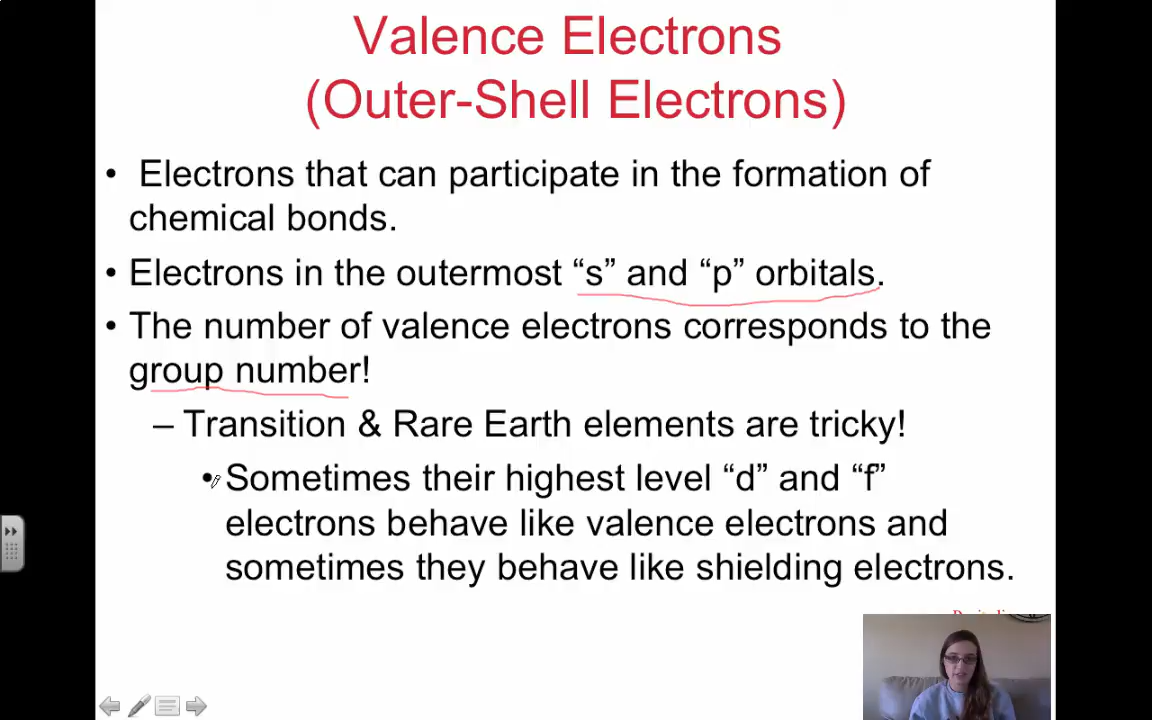 Valence Electrons
(Outer-Shell Electrons)
• Electrons that can participate in the formation of
chemical bonds.
• Electrons in the outermost “s” and “p” orbitals.
• The number of valence electrons corresponds to the
group number!
– Transition & Rare Earth elements are tricky!
• Sometimes their highest level “d” and “f”
electrons behave like valence electrons and
sometimes they behave like shielding electrons.